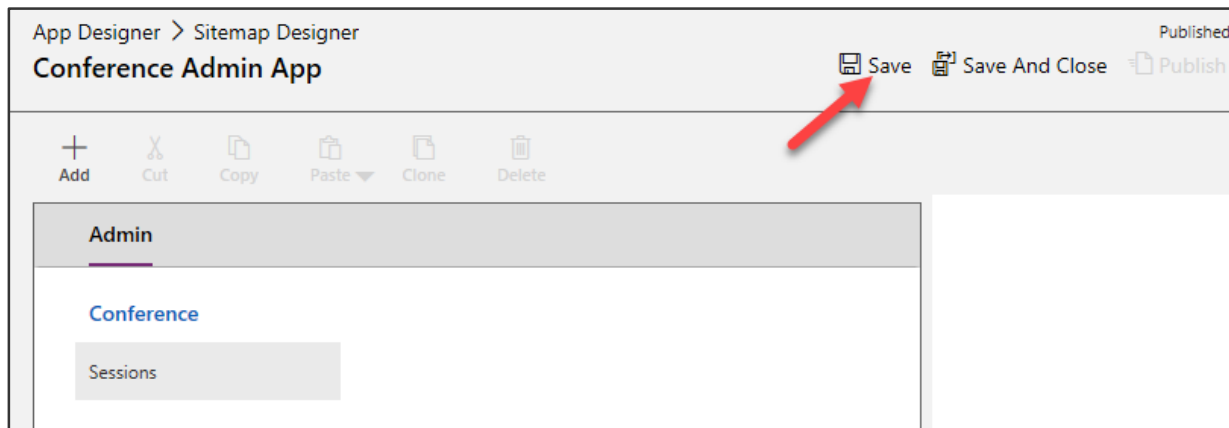 App Designer > Sitemap Designer
Published
Conference Admin App
Save Save And Close Publish
Add Cut Copy Paste Clone Delete
Admin
Conference
Sessions